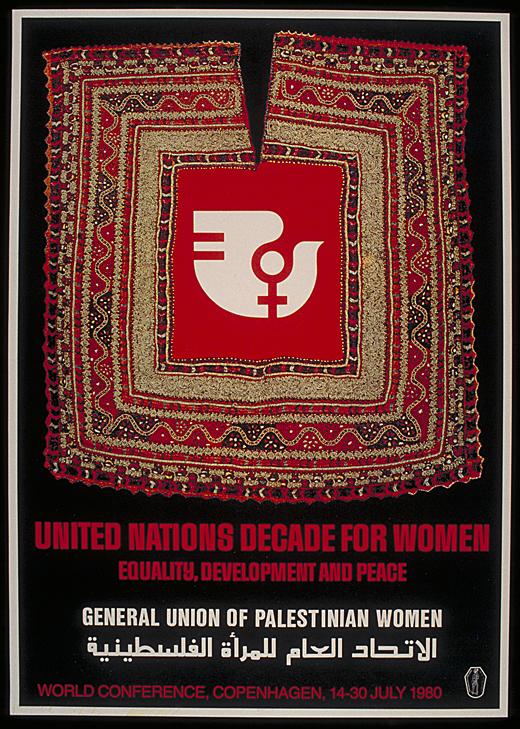 UNITED NATIONS DECADE FOR WOMEN
EQUALITY, DEVELOPMENT AND PEACE
GENERAL UNION OF PALESTINIAN WOMEN
الاتحاد العام للمرأة الفلسطينية
WORLD CONFERENCE, COPENHAGEN, 14-30 JULY 1980